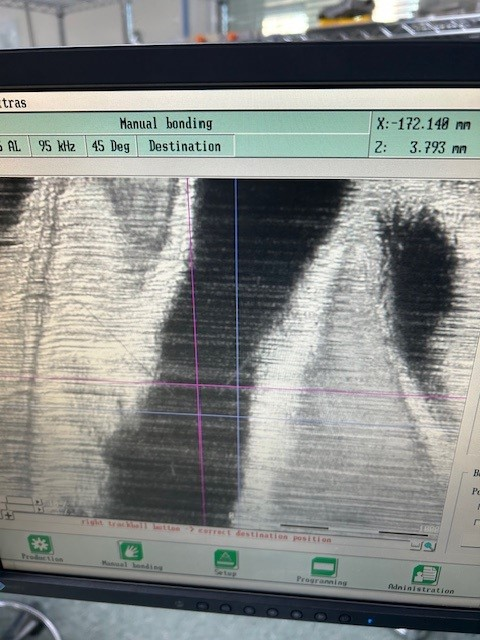 xtras
Manual bonding
X:-172.140 mm
AL 95 kHz 45 Deg Destination
Z: 3.793 mm
right trackball button -> correct destination position
Production
Manual bonding
Setup
Programming
Administration